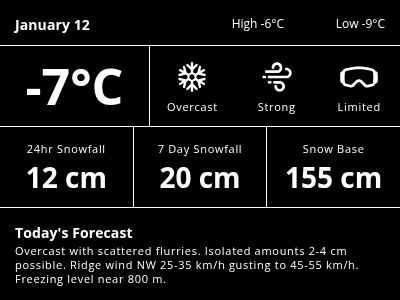 January 12 High -6°C Low -9°C
-7°C
Overcast Strong Limited
24hr Snowfall 7 Day Snowfall Snow Base
12 cm 20 cm 155 cm
Today's Forecast
Overcast with scattered flurries. Isolated amounts 2-4 cm
possible. Ridge wind NW 25-35 km/h gusting to 45-55 km/h.
Freezing level near 800 m.